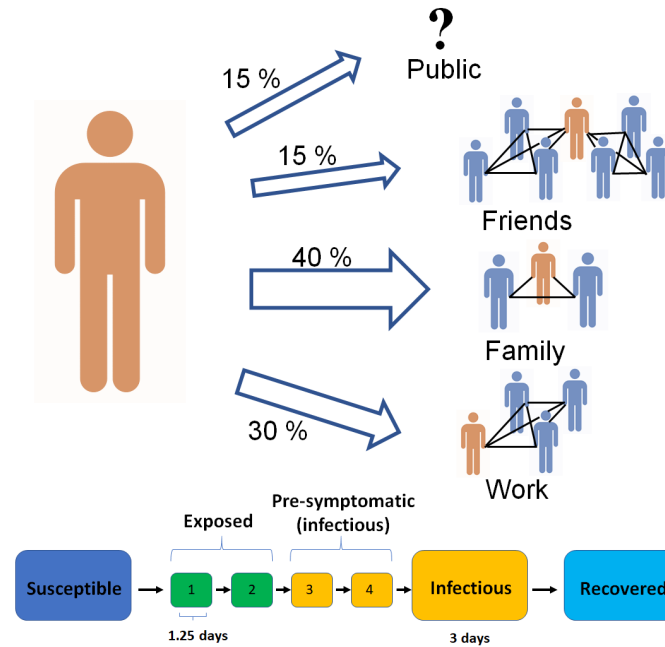 ?
Public
15 %
15 %
Friends
40 %
Family
30 %
Work
Exposed
Pre-symptomatic
(infectious)
Susceptible
1
2
3
4
Infectious
Recovered
1.25 days
3 days